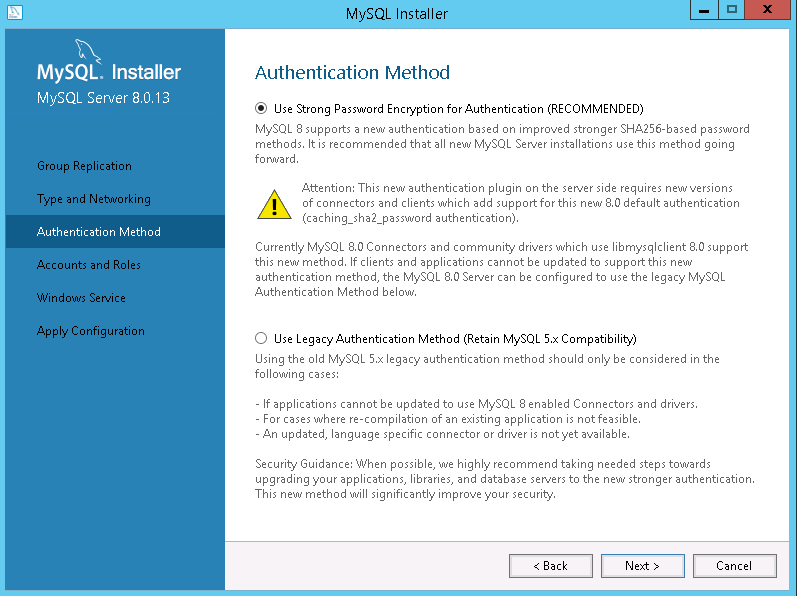 MySQL Installer
MySQL. Installer
MySQL Server 8.0.13
Group Replication
Type and Networking
Authentication Method
Accounts and Roles
Windows Service
Apply Configuration
Authentication Method
Use Strong Password Encryption for Authentication (RECOMMENDED)
MySQL 8 supports a new authentication based on improved stronger SHA256-based password
methods. It is recommended that all new MySQL Server installations use this method going
forward.
Attention: This new authentication plugin on the server side requires new versions
of connectors and clients which add support for this new 8.0 default authentication
(caching_sha2_password authentication).
Currently MySQL 8.0 Connectors and community drivers which use libmysqlclient 8.0 support
this new method. If clients and applications cannot be updated to support this new
authentication method, the MySQL 8.0 Server can be configured to use the legacy MySQL
Authentication Method below.
Use Legacy Authentication Method (Retain MySQL 5.x Compatibility)
Using the old MySQL 5.x legacy authentication method should only be considered in the
following cases:
- If applications cannot be updated to use MySQL 8 enabled Connectors and drivers.
- For cases where re-compilation of an existing application is not feasible.
- An updated, language specific connector or driver is not yet available.
Security Guidance: When possible, we highly recommend taking needed steps towards
upgrading your applications, libraries, and database servers to the new stronger authentication.
This new method will significantly improve your security.
< Back
Next >
Cancel